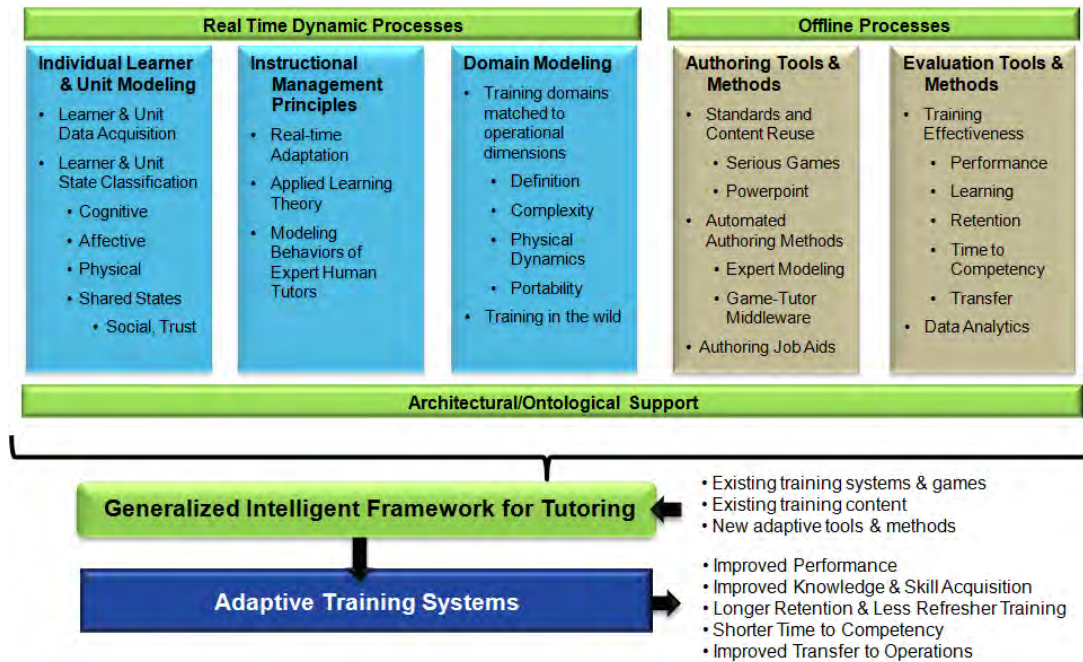 Real Time Dynamic Processes
Offline Processes
Individual Learner
& Unit Modeling
• Learner & Unit
Data Acquisition
• Learner & Unit
State Classification
• Cognitive
• Affective
• Physical
• Shared States
• Social, Trust
Instructional
Management
Principles
• Real-time
Adaptation
• Applied Learning
Theory
• Modeling
Behaviors of
Expert Human
Tutors
Domain Modeling
• Training domains
matched to
operational
dimensions
• Definition
• Complexity
• Physical
Dynamics
• Portability
• Training in the wild
Authoring Tools &
Methods
• Standards and
Content Reuse
• Serious Games
• Powerpoint
• Automated
Authoring Methods
• Expert Modeling
• Game-Tutor
Middleware
• Authoring Job Aids
Evaluation Tools &
Methods
• Training
Effectiveness
• Performance
• Learning
• Retention
• Time to
Competency
• Transfer
• Data Analytics
Architectural/Ontological Support
Generalized Intelligent Framework for Tutoring
• Existing training systems & games
• Existing training content
• New adaptive tools & methods
Adaptive Training Systems
• Improved Performance
• Improved Knowledge & Skill Acquisition
• Longer Retention & Less Refresher Training
• Shorter Time to Competency
• Improved Transfer to Operations